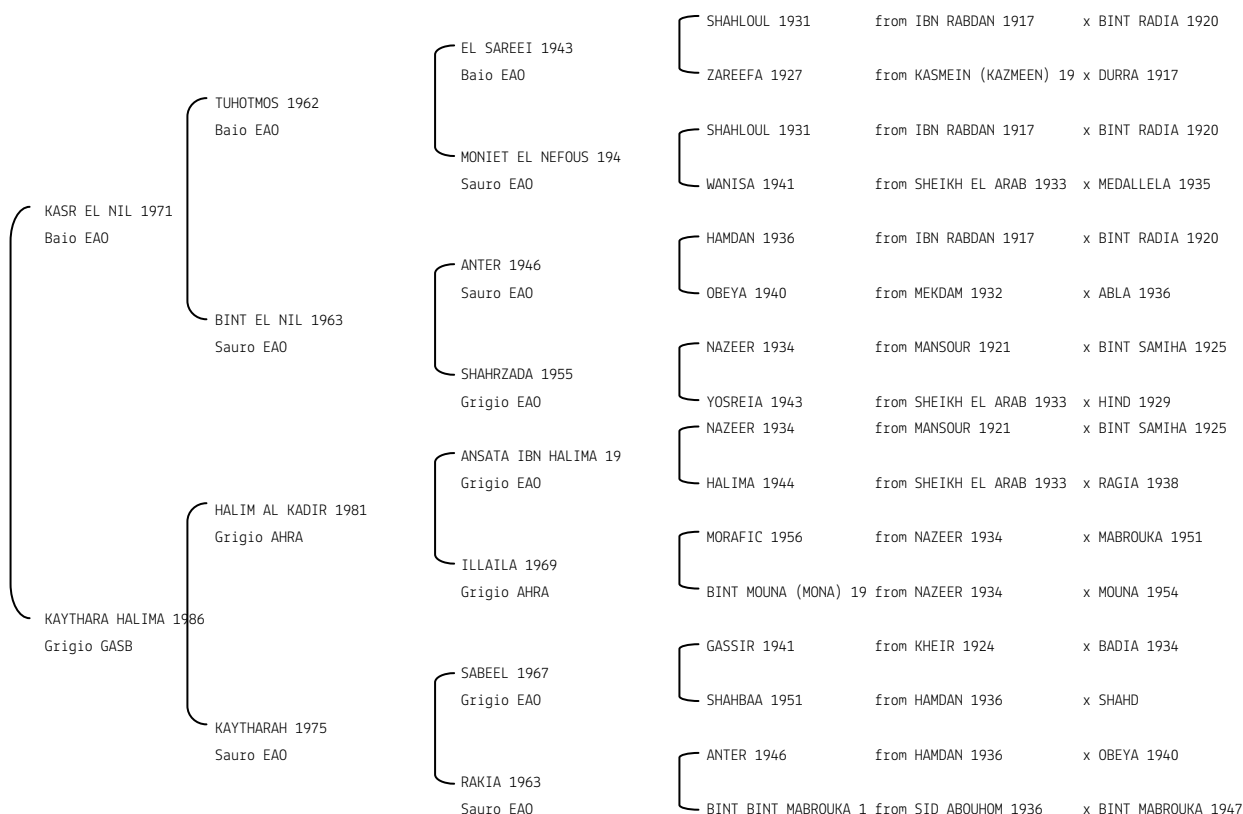 SHAHLOUL 1931 from IBN RABDAN 1917 x BINT RADIA 1920
EL SAREEI 1943
Baio EAO ZAREEFA 1927 from KASMEIN (KAZMEEN) 19 x DURRA 1917
TUHOTMOS 1962
Baio EAO SHAHLOUL 1931 from IBN RABDAN 1917 x BINT RADIA 1920
MONIET EL NEFOUS 194
Sauro EAO WANISA 1941 from SHEIKH EL ARAB 1933 x MEDALLELA 1935
KASR EL NIL 1971
Baio EAO HAMDAN 1936 from IBN RABDAN 1917 x BINT RADIA 1920
ANTER 1946
Sauro EAO OBEYA 1940 from MEKDAM 1932 x ABLA 1936
BINT EL NIL 1963
Sauro EAO NAZEER 1934 from MANSOUR 1921 x BINT SAMIHA 1925
SHAHRZADA 1955
Grigio EAO YOSREIA 1943 from SHEIKH EL ARAB 1933 x HIND 1929
NAZEER 1934 from MANSOUR 1921 x BINT SAMIHA 1925
ANSATA IBN HALIMA 19
Grigio EAO HALIMA 1944 from SHEIKH EL ARAB 1933 x RAGIA 1938
HALIM AL KADIR 1981
Grigio AHRA MORAFIC 1956 from NAZEER 1934 x MABROUKA 1951
ILLAILA 1969
Grigio AHRA BINT MOUNA (MONA) 19 from NAZEER 1934 x MOUNA 1954
KAYTHARA HALIMA 1986
Grigio GASB GASSIR 1941 from KHEIR 1924 x BADIA 1934
SABEEL 1967
Grigio EAO SHAHBAA 1951 from HAMDAN 1936 x SHAHD
KAYTHARAH 1975
Sauro EAO ANTER 1946 from HAMDAN 1936 x OBEYA 1940
RAKIA 1963
Sauro EAO BINT BINT MABROUKA 1 from SID ABOUHOM 1936 x BINT MABROUKA 1947